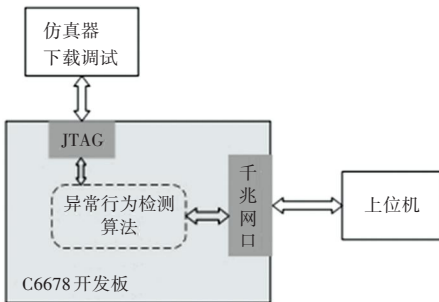 仿真器
下载调试
JTAG
异常行为检测
算法
千兆网口
上位机
C6678开发板